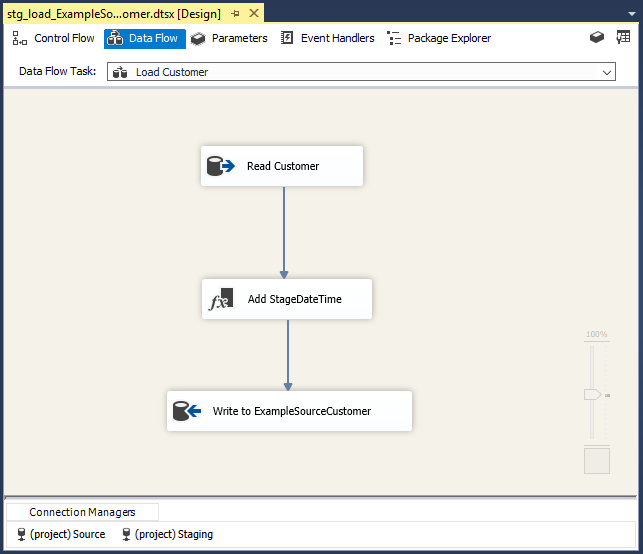 stg_load_ExampleSo...omer.dtsx [Design]
Control Flow Data Flow Parameters Event Handlers Package Explorer
Data Flow Task: Load Customer
Read Customer
fx Add StageDateTime
100%
Write to ExampleSourceCustomer
Connection Managers
(project) Source (project) Staging